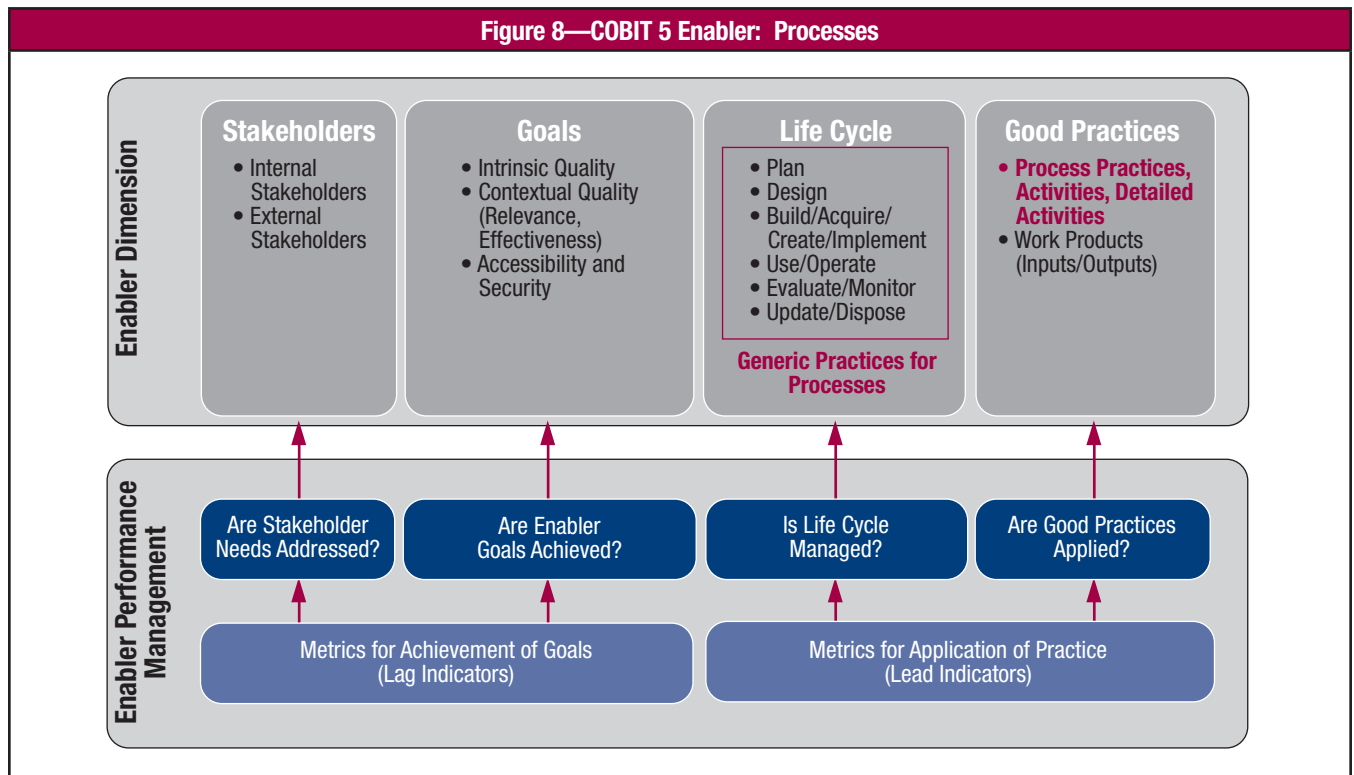 Figure 8—COBIT 5 Enabler: Processes
Enabler Dimension
Stakeholders
• Internal
Stakeholders
• External
Stakeholders
Goals
• Intrinsic Quality
• Contextual Quality
(Relevance,
Effectiveness)
• Accessibility and
Security
Life Cycle
• Plan
• Design
• Build/Acquire/
Create/Implement
• Use/Operate
• Evaluate/Monitor
• Update/Dispose
Generic Practices for
Processes
Good Practices
• Process Practices,
Activities, Detailed
Activities
• Work Products
(Inputs/Outputs)
Enabler Performance
Management
Are Stakeholder
Needs Addressed?
Are Enabler
Goals Achieved?
Is Life Cycle
Managed?
Are Good Practices
Applied?
Metrics for Achievement of Goals
(Lag Indicators)
Metrics for Application of Practice
(Lead Indicators)